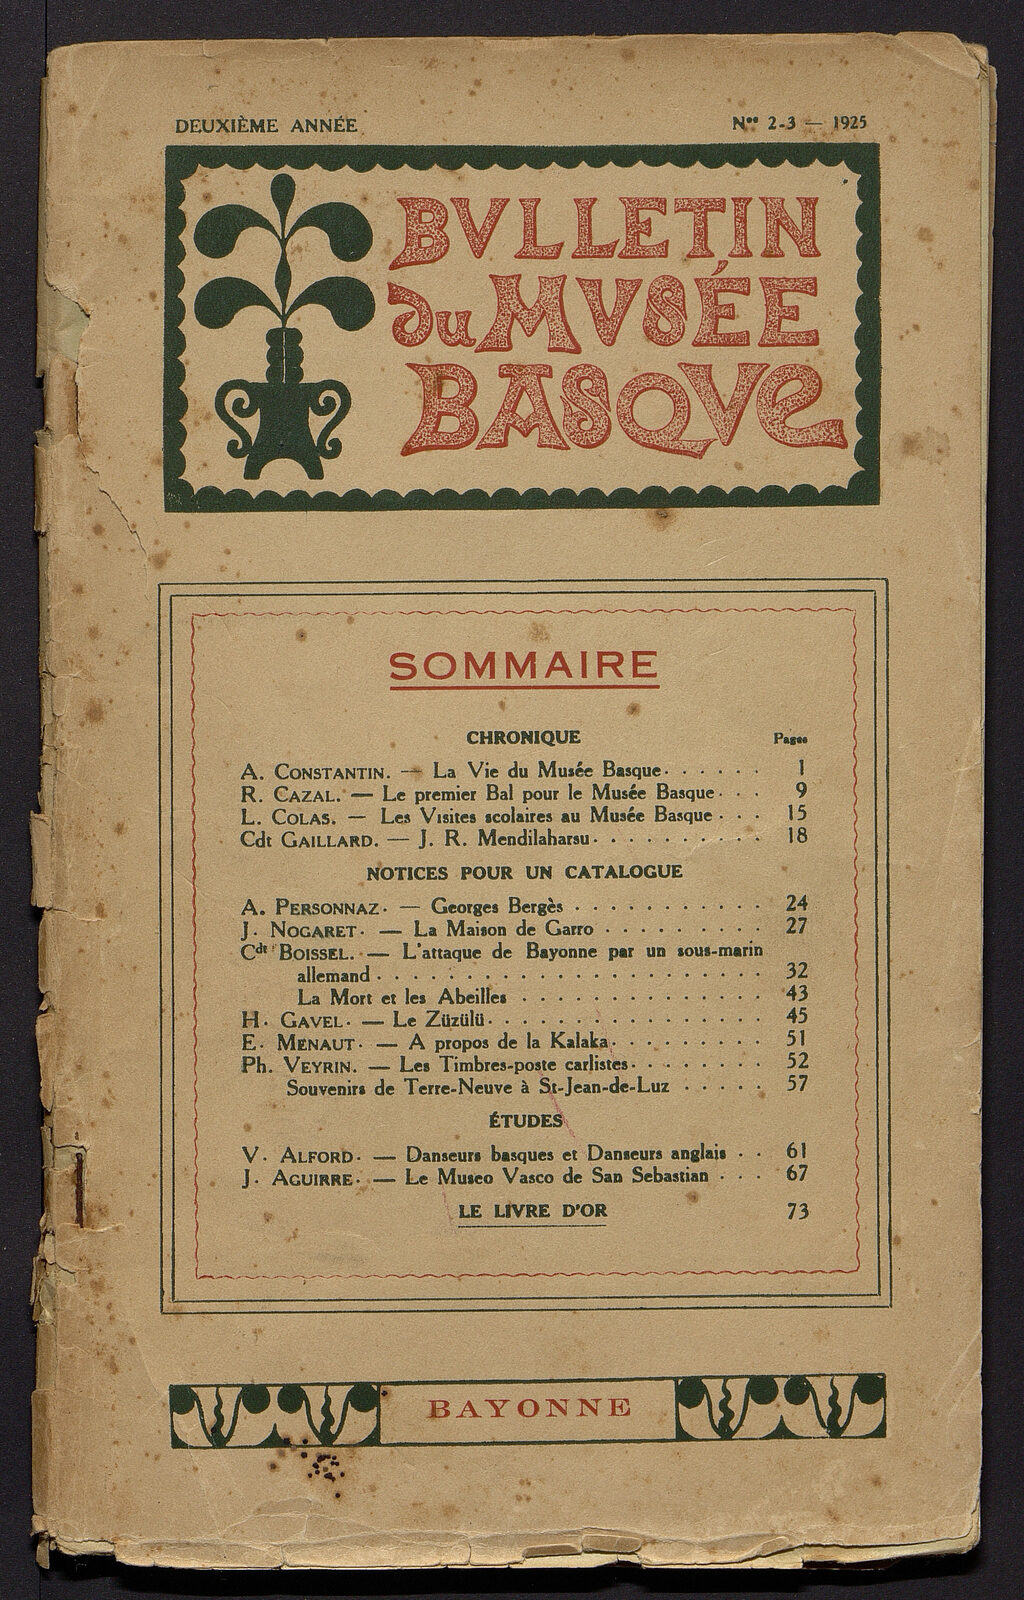 DEUXIÈME ANNÉE
Nos 2-3 — 1925
BVLLETIN
du MVSÉE
BASQVE
SOMMAIRE
CHRONIQUE Pages
A. CONSTANTIN. — La Vie du Musée Basque . . . . . . 1
R. CAZAL. — Le premier Bal pour le Musée Basque . . . 9
L. COLAS. — Les Visites scolaires au Musée Basque . . . 15
Cdt GAILLARD. — J. R. Mendilaharsu . . . . . . . . . . 18
NOTICES POUR UN CATALOGUE
A. PERSONNAZ. — Georges Bergès . . . . . . . . . . . 24
J. NOGARET. — La Maison de Garro . . . . . . . . . 27
Cdt BOISSEL. — L'attaque de Bayonne par un sous-marin
allemand . . . . . . . . . . . . . . . . . . . . . . 32
La Mort et les Abeilles . . . . . . . . . . . . . . 43
H. GAVEL. — Le Züzülü . . . . . . . . . . . . . . . . 45
E. MENAUT. — A propos de la Kalaka . . . . . . . . . 51
Ph. VEYRIN. — Les Timbres-poste carlistes . . . . . . . . 52
Souvenirs de Terre-Neuve à St-Jean-de-Luz . . . . . 57
ÉTUDES
V. ALFORD. — Danseurs basques et Danseurs anglais . . 61
J. AGUIRRE. — Le Museo Vasco de San Sebastian . . . 67
LE LIVRE D'OR 73
BAYONNE